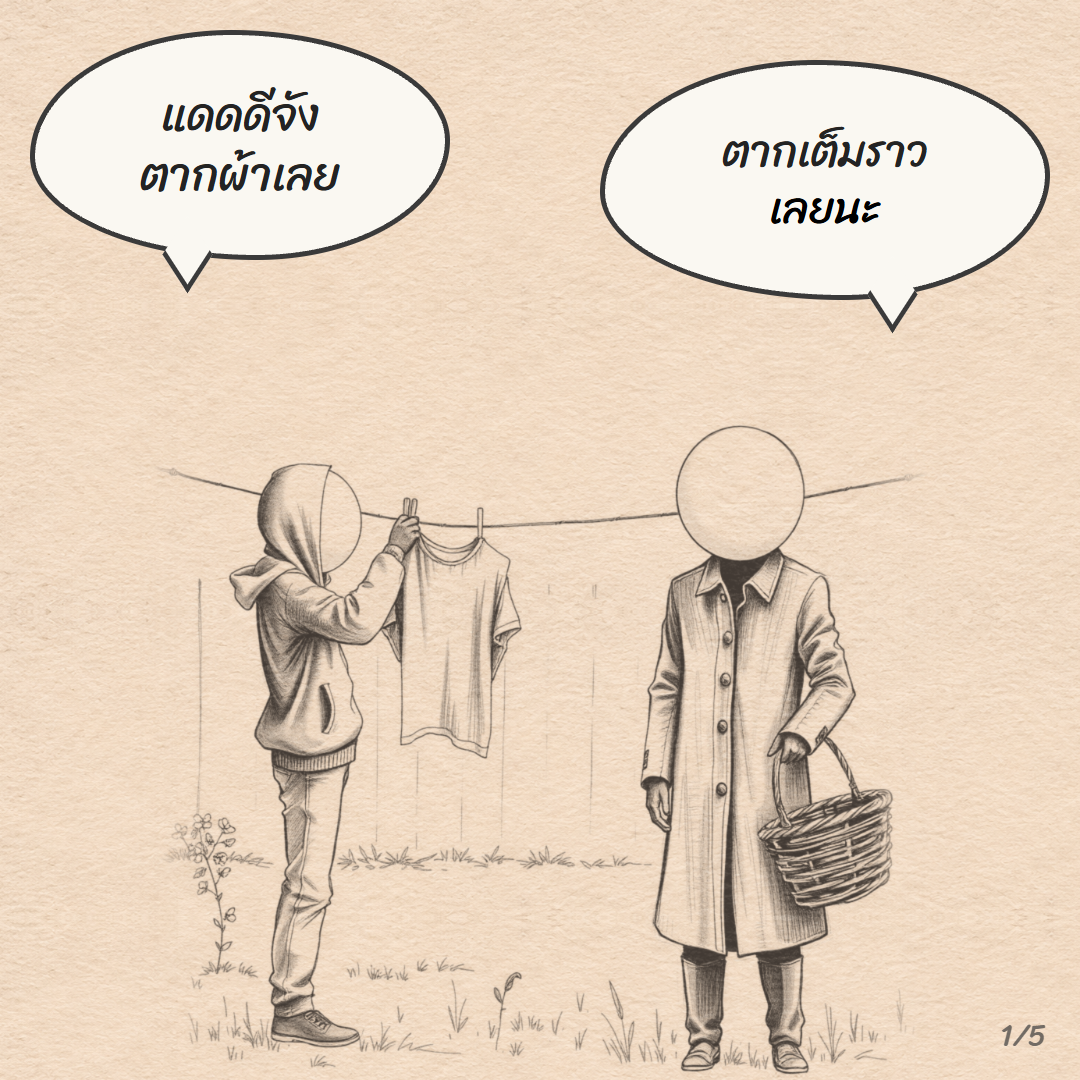 แดดดีจัง
ตากผ้าเลย
ตากเต็มราว
เลยนะ
1/5